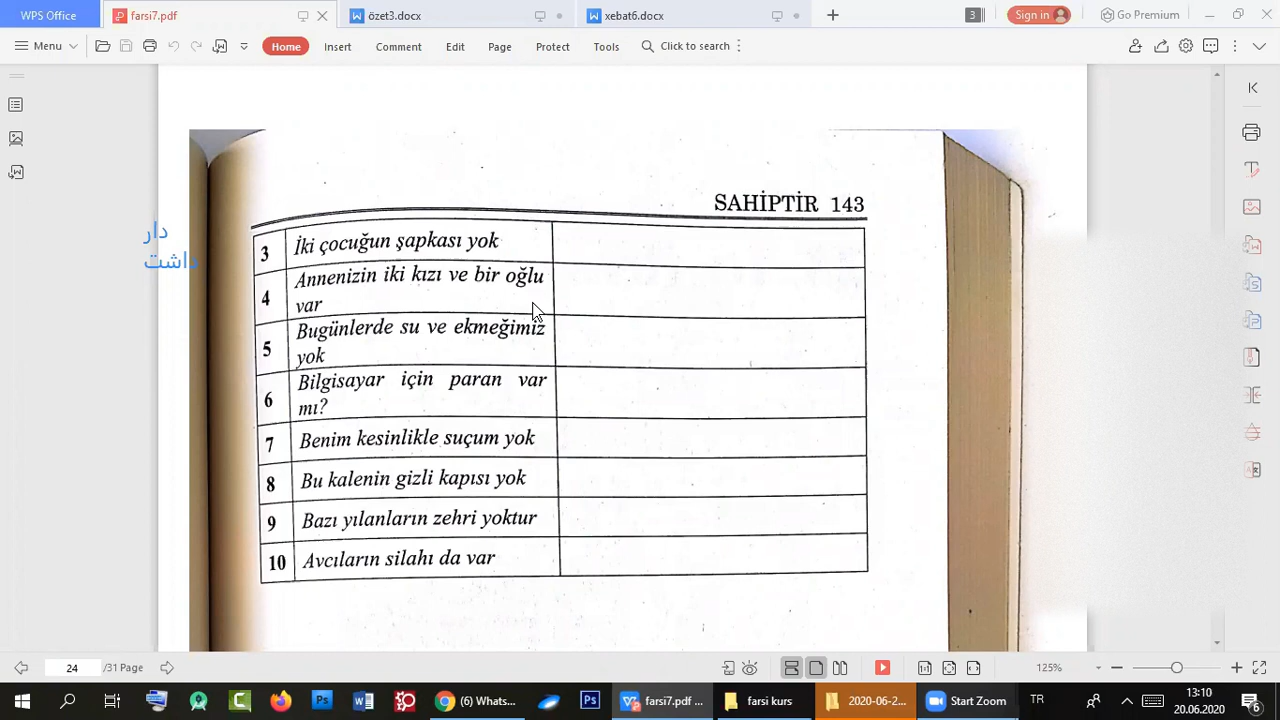 WPS Office
farsi7.pdf
özet3.docx
xebat6.docx
3
Sign in
Go Premium
Menu
Home
Insert
Comment
Edit
Page
Protect
Tools
Click to search
SAHİPTİR 143
دار
داشت
3 İki çocuğun şapkası yok
4 Annenizin iki kızı ve bir oğlu
var
5 Bugünlerde su ve ekmeğimiz
yok
6 Bilgisayar için paran var
mı?
7 Benim kesinlikle suçum yok
8 Bu kalenin gizli kapısı yok
9 Bazı yılanların zehri yoktur
10 Avcıların silahı da var
24 /31 Page
125%
(6) Whats...
farsi7.pdf ...
farsi kurs
2020-06-2...
Start Zoom
TR
13:10
20.06.2020
6